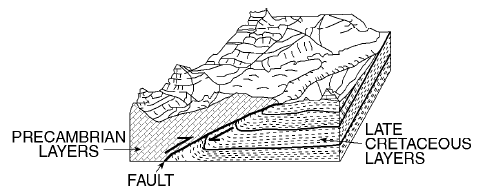 PRECAMBRIAN
LAYERS
FAULT
LATE
CRETACEOUS
LAYERS